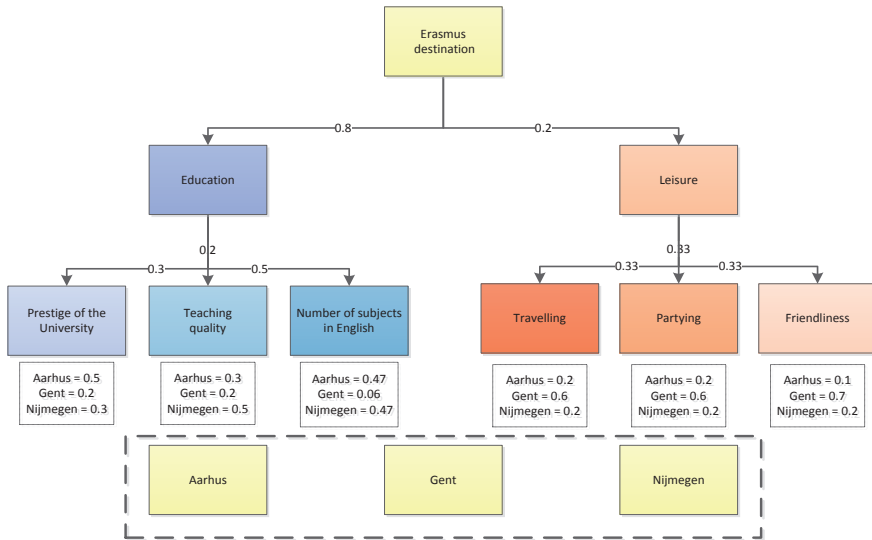 Erasmus
destination
0.8
0.2
Education
Leisure
0.2
0.33
0.3
0.5
0.33
0.33
Prestige of the
University
Teaching
quality
Number of subjects
in English
Travelling
Partying
Friendliness
Aarhus = 0.5
Gent = 0.2
Nijmegen = 0.3
Aarhus = 0.3
Gent = 0.2
Nijmegen = 0.5
Aarhus = 0.47
Gent = 0.06
Nijmegen = 0.47
Aarhus = 0.2
Gent = 0.6
Nijmegen = 0.2
Aarhus = 0.2
Gent = 0.6
Nijmegen = 0.2
Aarhus = 0.1
Gent = 0.7
Nijmegen = 0.2
Aarhus
Gent
Nijmegen